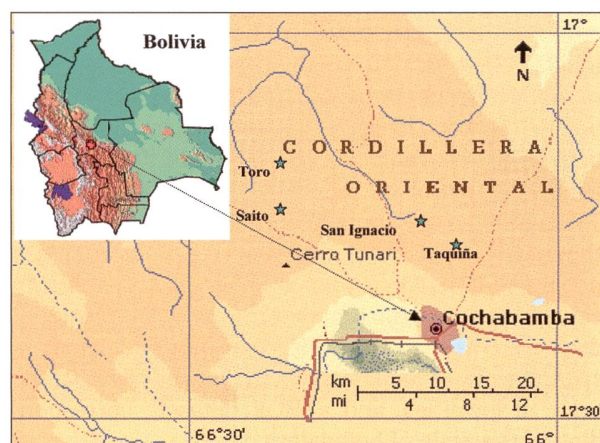 Bolivia
17°
N
CORDILLERA
ORIENTAL
Toro
Saito
San Ignacio
Taquiña
Cerro Tunari
Cochabamba
km 5 10 15 20
mi 4 8 12
17°30
66°30' 66°